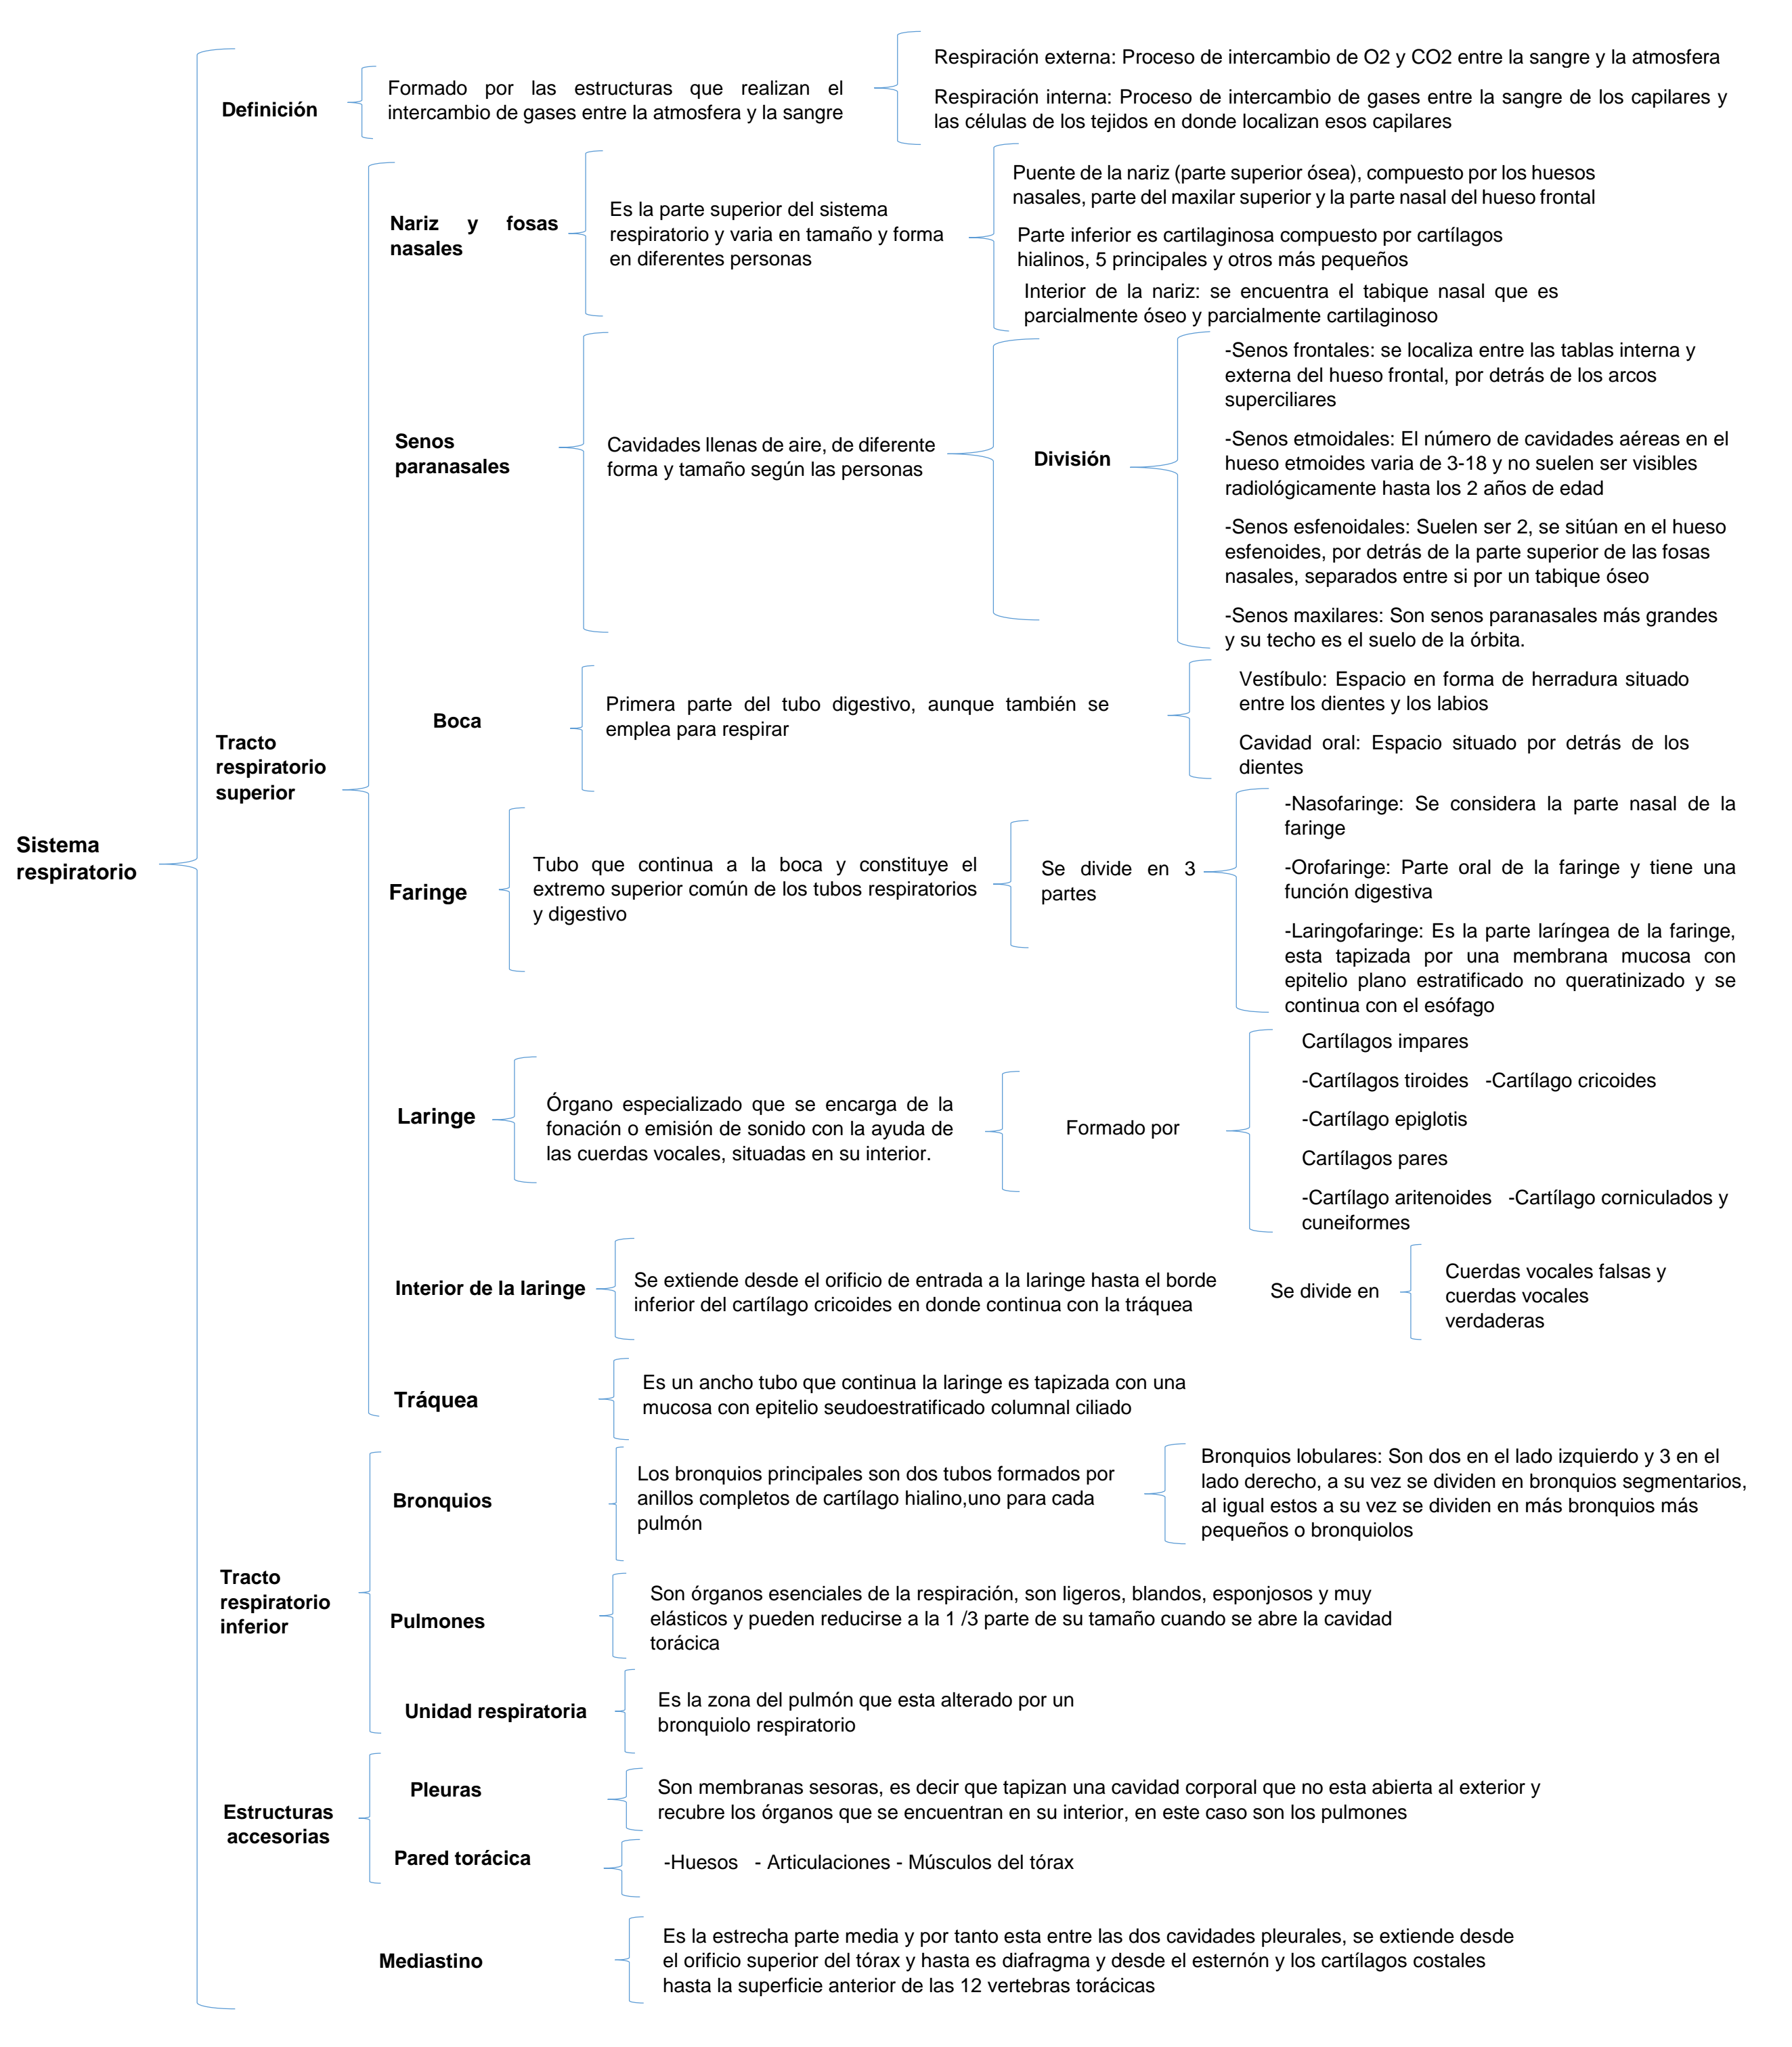 Sistema
respiratorio
Definición
Formado por las estructuras que realizan el
intercambio de gases entre la atmosfera y la sangre
Respiración externa: Proceso de intercambio de O2 y CO2 entre la sangre y la atmosfera
Respiración interna: Proceso de intercambio de gases entre la sangre de los capilares y
las células de los tejidos en donde localizan esos capilares
Tracto
respiratorio
superior
Nariz y fosas
nasales
Es la parte superior del sistema
respiratorio y varia en tamaño y forma
en diferentes personas
Puente de la nariz (parte superior ósea), compuesto por los huesos
nasales, parte del maxilar superior y la parte nasal del hueso frontal
Parte inferior es cartilaginosa compuesto por cartílagos
hialinos, 5 principales y otros más pequeños
Interior de la nariz: se encuentra el tabique nasal que es
parcialmente óseo y parcialmente cartilaginoso
Senos
paranasales
Cavidades llenas de aire, de diferente
forma y tamaño según las personas
División
-Senos frontales: se localiza entre las tablas interna y
externa del hueso frontal, por detrás de los arcos
superciliares
-Senos etmoidales: El número de cavidades aéreas en el
hueso etmoides varia de 3-18 y no suelen ser visibles
radiológicamente hasta los 2 años de edad
-Senos esfenoidales: Suelen ser 2, se sitúan en el hueso
esfenoides, por detrás de la parte superior de las fosas
nasales, separados entre si por un tabique óseo
-Senos maxilares: Son senos paranasales más grandes
y su techo es el suelo de la órbita.
Boca
Primera parte del tubo digestivo, aunque también se
emplea para respirar
Vestíbulo: Espacio en forma de herradura situado
entre los dientes y los labios
Cavidad oral: Espacio situado por detrás de los
dientes
Faringe
Tubo que continua a la boca y constituye el
extremo superior común de los tubos respiratorios
y digestivo
Se divide en 3
partes
-Nasofaringe: Se considera la parte nasal de la
faringe
-Orofaringe: Parte oral de la faringe y tiene una
función digestiva
-Laringofaringe: Es la parte laríngea de la faringe,
esta tapizada por una membrana mucosa con
epitelio plano estratificado no queratinizado y se
continua con el esófago
Laringe
Órgano especializado que se encarga de la
fonación o emisión de sonido con la ayuda de
las cuerdas vocales, situadas en su interior.
Formado por
Cartílagos impares
-Cartílagos tiroides -Cartílago cricoides
-Cartílago epiglotis
Cartílagos pares
-Cartílago aritenoides -Cartílago corniculados y
cuneiformes
Interior de la laringe
Se extiende desde el orificio de entrada a la laringe hasta el borde
inferior del cartílago cricoides en donde continua con la tráquea
Se divide en
Cuerdas vocales falsas y
cuerdas vocales
verdaderas
Tráquea
Es un ancho tubo que continua la laringe es tapizada con una
mucosa con epitelio seudoestratificado columnal ciliado
Tracto
respiratorio
inferior
Bronquios
Los bronquios principales son dos tubos formados por
anillos completos de cartílago hialino,uno para cada
pulmón
Bronquios lobulares: Son dos en el lado izquierdo y 3 en el
lado derecho, a su vez se dividen en bronquios segmentarios,
al igual estos a su vez se dividen en más bronquios más
pequeños o bronquiolos
Pulmones
Son órganos esenciales de la respiración, son ligeros, blandos, esponjosos y muy
elásticos y pueden reducirse a la 1 /3 parte de su tamaño cuando se abre la cavidad
torácica
Unidad respiratoria
Es la zona del pulmón que esta alterado por un
bronquiolo respiratorio
Estructuras
accesorias
Pleuras
Son membranas sesoras, es decir que tapizan una cavidad corporal que no esta abierta al exterior y
recubre los órganos que se encuentran en su interior, en este caso son los pulmones
Pared torácica
-Huesos - Articulaciones - Músculos del tórax
Mediastino
Es la estrecha parte media y por tanto esta entre las dos cavidades pleurales, se extiende desde
el orificio superior del tórax y hasta es diafragma y desde el esternón y los cartílagos costales
hasta la superficie anterior de las 12 vertebras torácicas